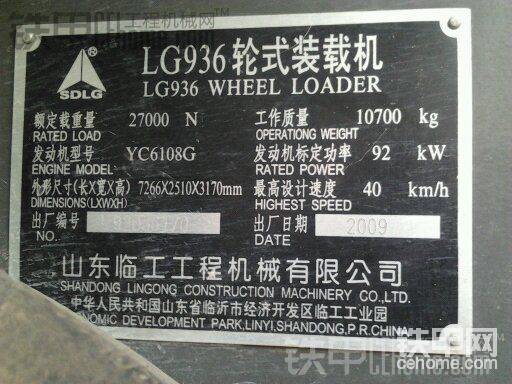 铁甲工程机械网
SDLG
LG936轮式装载机
LG936 WHEEL LOADER
额定载重量 27000 N 工作质量 10700 kg
RATED LOAD OPERATIONG WEIGHT
发动机型号 YC6108G 发动机标定功率 92 kW
ENGINE MODEL RATED POWER
外形尺寸(长X宽X高) 7266X2510X3170mm 最高设计速度 40 km/h
DIMENSIONS(LXWXH) HIGHEST SPEED
出厂编号 出厂日期 2009
NO. DATE
山东临工工程机械有限公司
SHANDONG LINGONG CONSTRUCTION MACHINERY CO.,LTD.
中华人民共和国山东省临沂市经济开发区临工工业园
DEVELOPMENT PARK,LINYI,SHANDONG,P.R.CHINA
铁甲网
cehome.com